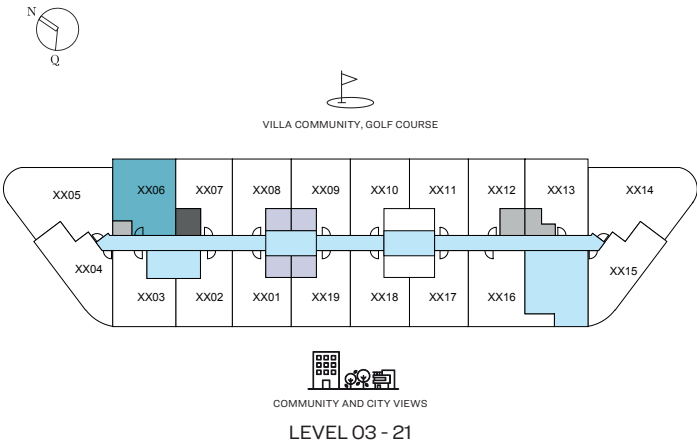 N
Q
VILLA COMMUNITY, GOLF COURSE
XX05
XX06
XX07
XX08
XX09
XX10
XX11
XX12
XX13
XX14
XX04
XX03
XX02
XX01
XX19
XX18
XX17
XX16
XX15
COMMUNITY AND CITY VIEWS
LEVEL 03 - 21